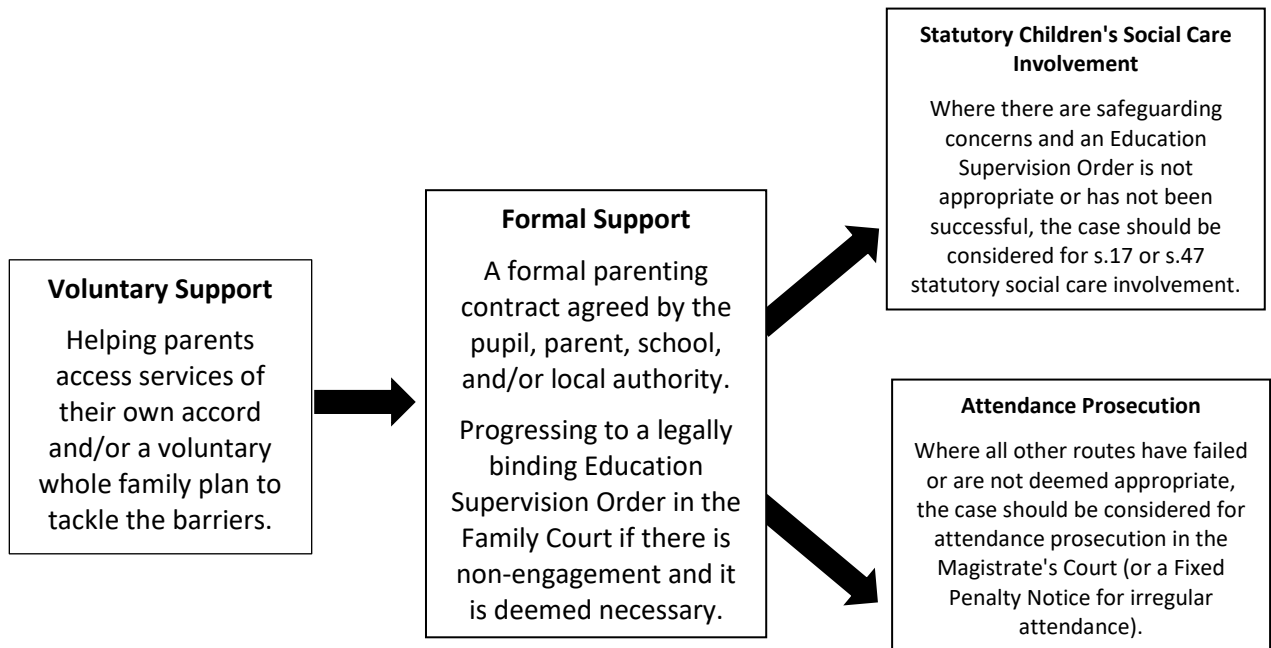 Voluntary Support
Helping parents
access services of
their own accord
and/or a voluntary
whole family plan to
tackle the barriers.
Formal Support
A formal parenting
contract agreed by the
pupil, parent, school,
and/or local authority.
Progressing to a legally
binding Education
Supervision Order in the
Family Court if there is
non-engagement and it
is deemed necessary.
Statutory Children's Social Care
Involvement
Where there are safeguarding
concerns and an Education
Supervision Order is not
appropriate or has not been
successful, the case should be
considered for s.17 or s.47
statutory social care involvement.
Attendance Prosecution
Where all other routes have failed
or are not deemed appropriate,
the case should be considered for
attendance prosecution in the
Magistrate's Court (or a Fixed
Penalty Notice for irregular
attendance).